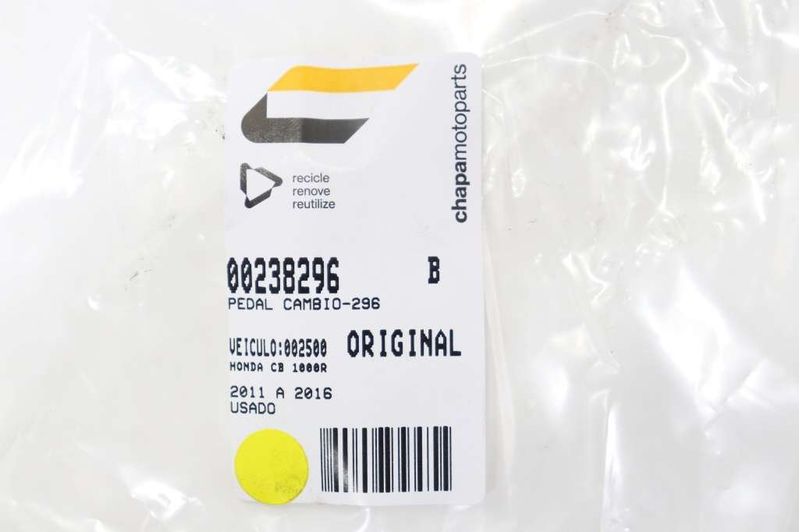 chapamotoparts
recicle
renove
reutilize
00238296 B
PEDAL CAMBIO-296
VEICULO:002500 ORIGINAL
HONDA CB 1000R
2011 A 2016
USADO